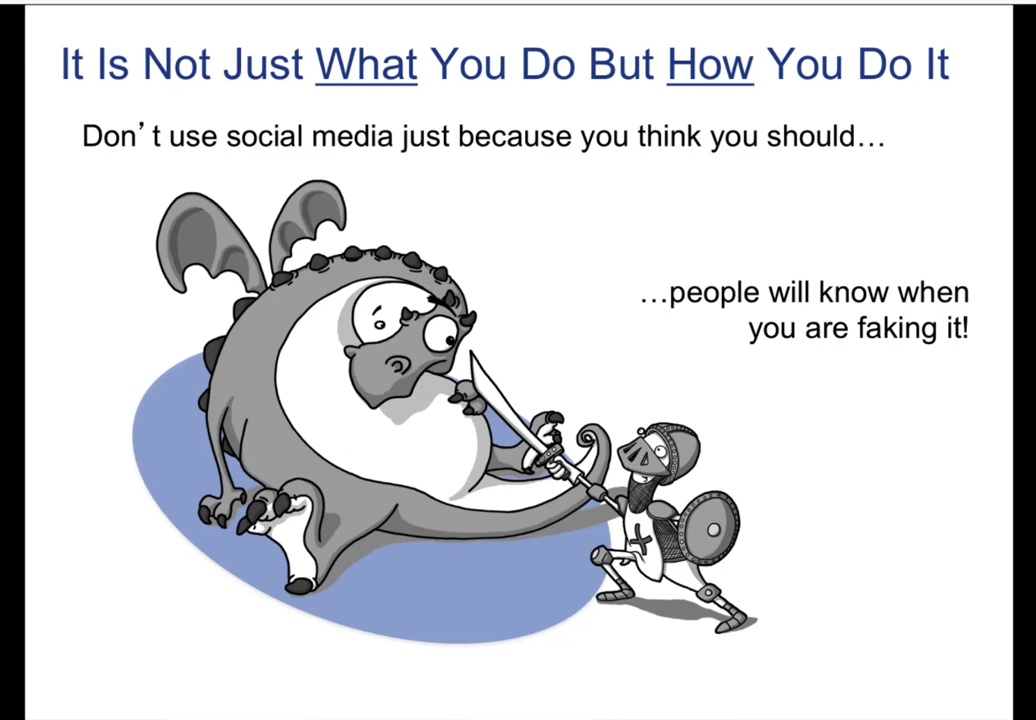 It Is Not Just What You Do But How You Do It
Don’t use social media just because you think you should…
…people will know when
you are faking it!